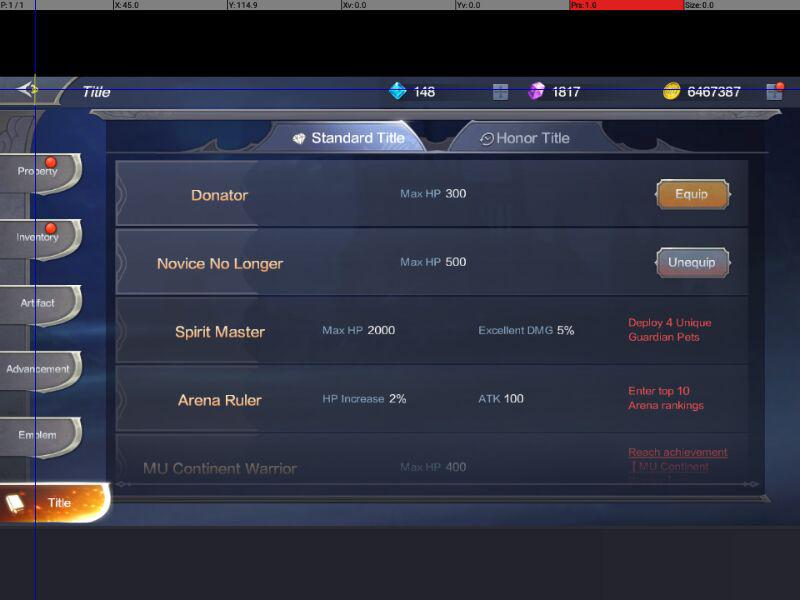 P: 1 / 1 X: 45.0 Y: 114.9 Xv: 0.0 Yv: 0.0 Prs: 1.0 Size: 0.0
Title 148 1817 6467387
Standard Title Honor Title
Property
Inventory
Artifact
Advancement
Emblem
Title
Donator Max HP 300 Equip
Novice No Longer Max HP 500 Unequip
Spirit Master Max HP 2000 Excellent DMG 5% Deploy 4 Unique
Guardian Pets
Arena Ruler HP Increase 2% ATK 100 Enter top 10
Arena rankings
MU Continent Warrior Max HP 400 Reach achievement
【MU Continent